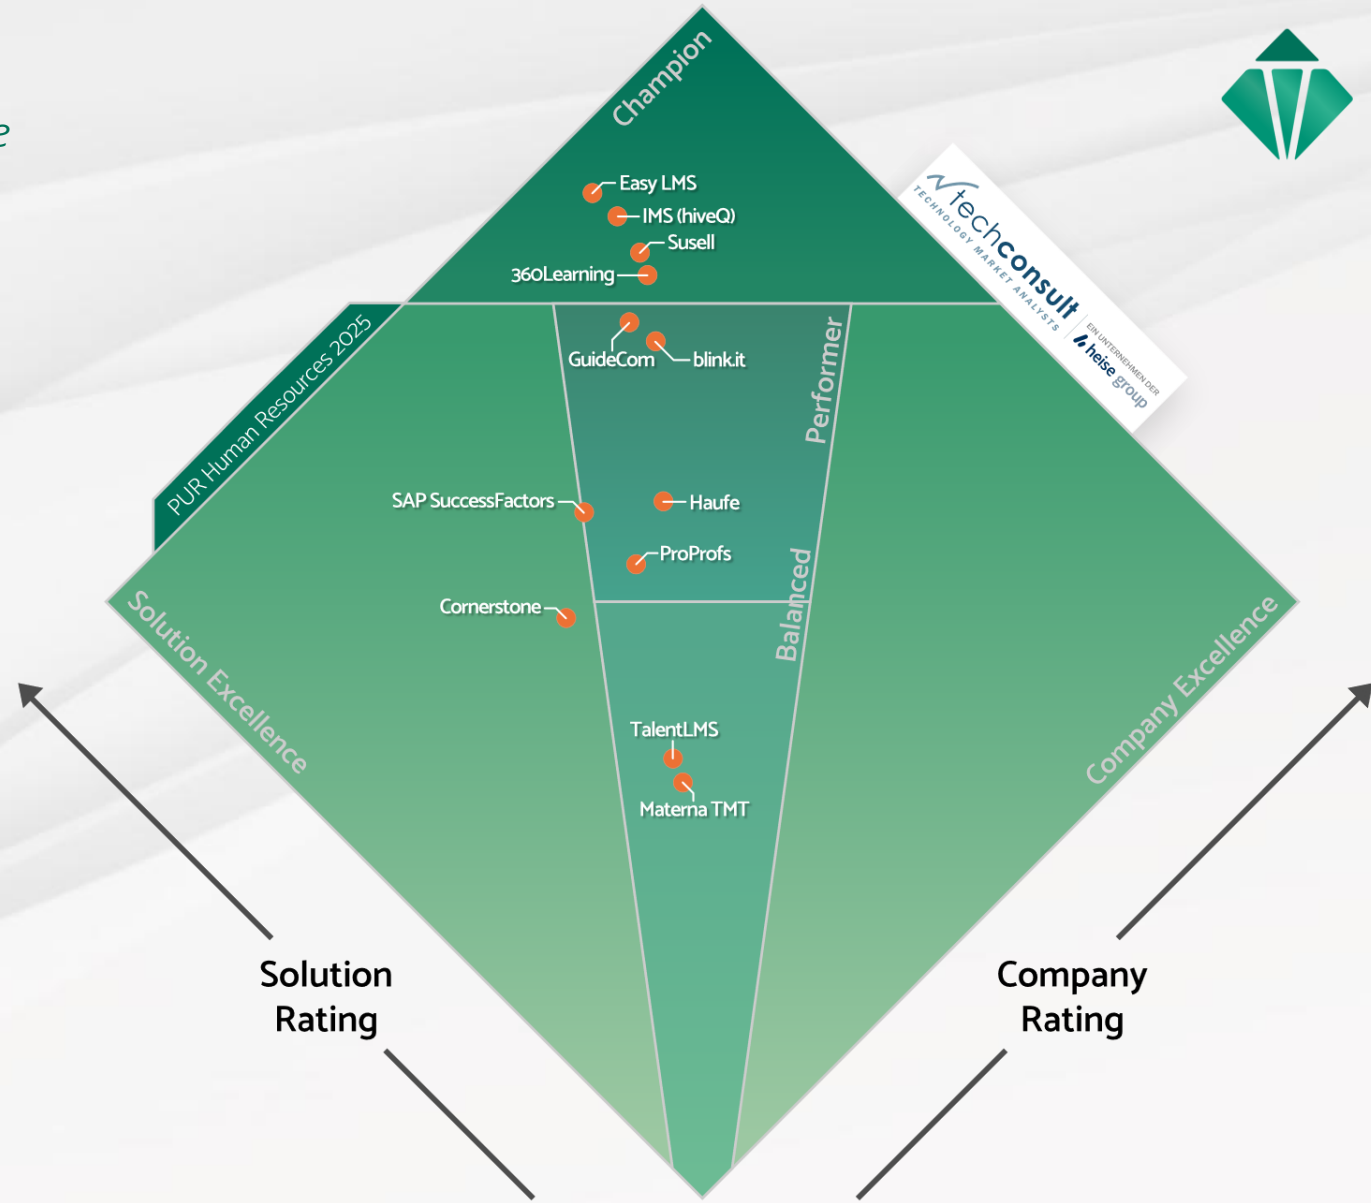 Champion
Easy LMS
IMS (hiveQ)
Susell
360Learning
techconsult
TECHNOLOGY MARKET ANALYSTS
EIN UNTERNEHMEN DER
heise group
PUR Human Resources 2025
GuideCom
blink.it
Performer
SAP SuccessFactors
Haufe
ProProfs
Balanced
Cornerstone
Solution Excellence
Company Excellence
TalentLMS
Materna TMT
Solution
Rating
Company
Rating